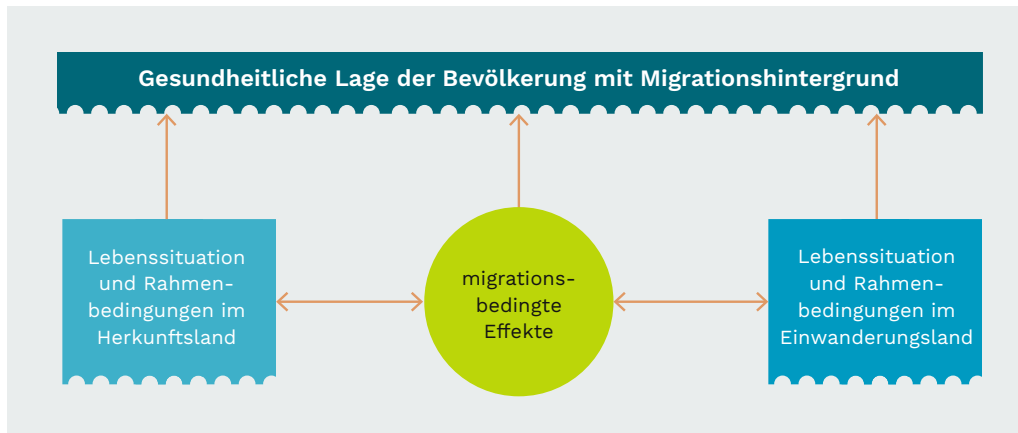 Gesundheitliche Lage der Bevölkerung mit Migrationshintergrund
Lebenssituation
und Rahmen-
bedingungen im
Herkunftsland
migrations-
bedingte
Effekte
Lebenssituation
und Rahmen-
bedingungen im
Einwanderungsland